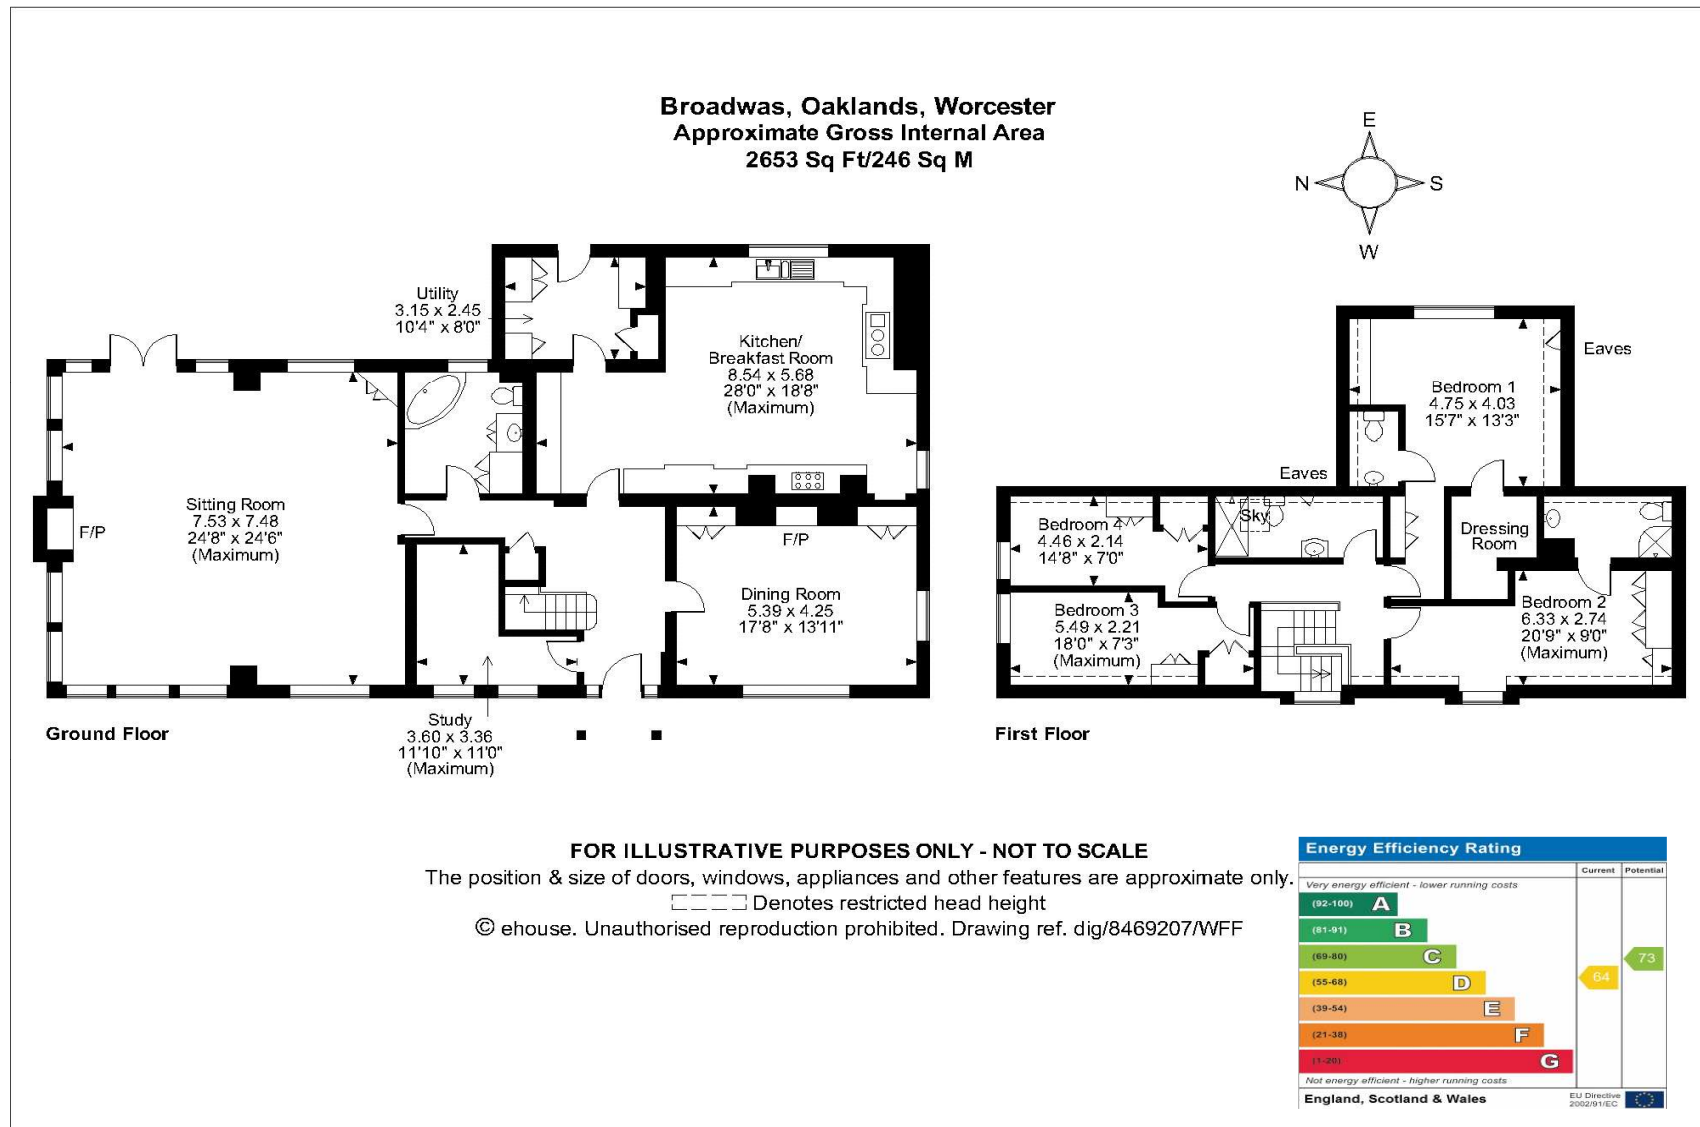 Broadwas, Oaklands, Worcester
Approximate Gross Internal Area
2653 Sq Ft/246 Sq M
E
N
S
W
Utility
3.15 x 2.45
10'4" x 8'0"
Kitchen/
Breakfast Room
8.54 x 5.68
28'0" x 18'8"
(Maximum)
Sitting Room
7.53 x 7.48
24'8" x 24'6"
(Maximum)
F/P
F/P
Dining Room
5.39 x 4.25
17'8" x 13'11"
Study
3.60 x 3.36
11'10" x 11'0"
(Maximum)
Ground Floor
Eaves
Bedroom 1
4.75 x 4.03
15'7" x 13'3"
Eaves
Sky
Bedroom 4
4.46 x 2.14
14'8" x 7'0"
Dressing
Room
Bedroom 3
5.49 x 2.21
18'0" x 7'3"
(Maximum)
Bedroom 2
6.33 x 2.74
20'9" x 9'0"
(Maximum)
First Floor
FOR ILLUSTRATIVE PURPOSES ONLY - NOT TO SCALE
The position & size of doors, windows, appliances and other features are approximate only.
Denotes restricted head height
© ehouse. Unauthorised reproduction prohibited. Drawing ref. dig/8469207/WFF
Energy Efficiency Rating
Current Potential
Very energy efficient - lower running costs
(92-100) A
(81-91) B
(69-80) C
(55-68) D
(39-54) E
(21-38) F
(1-20) G
64
73
Not energy efficient - higher running costs
England, Scotland & Wales
EU Directive
2002/91/EC